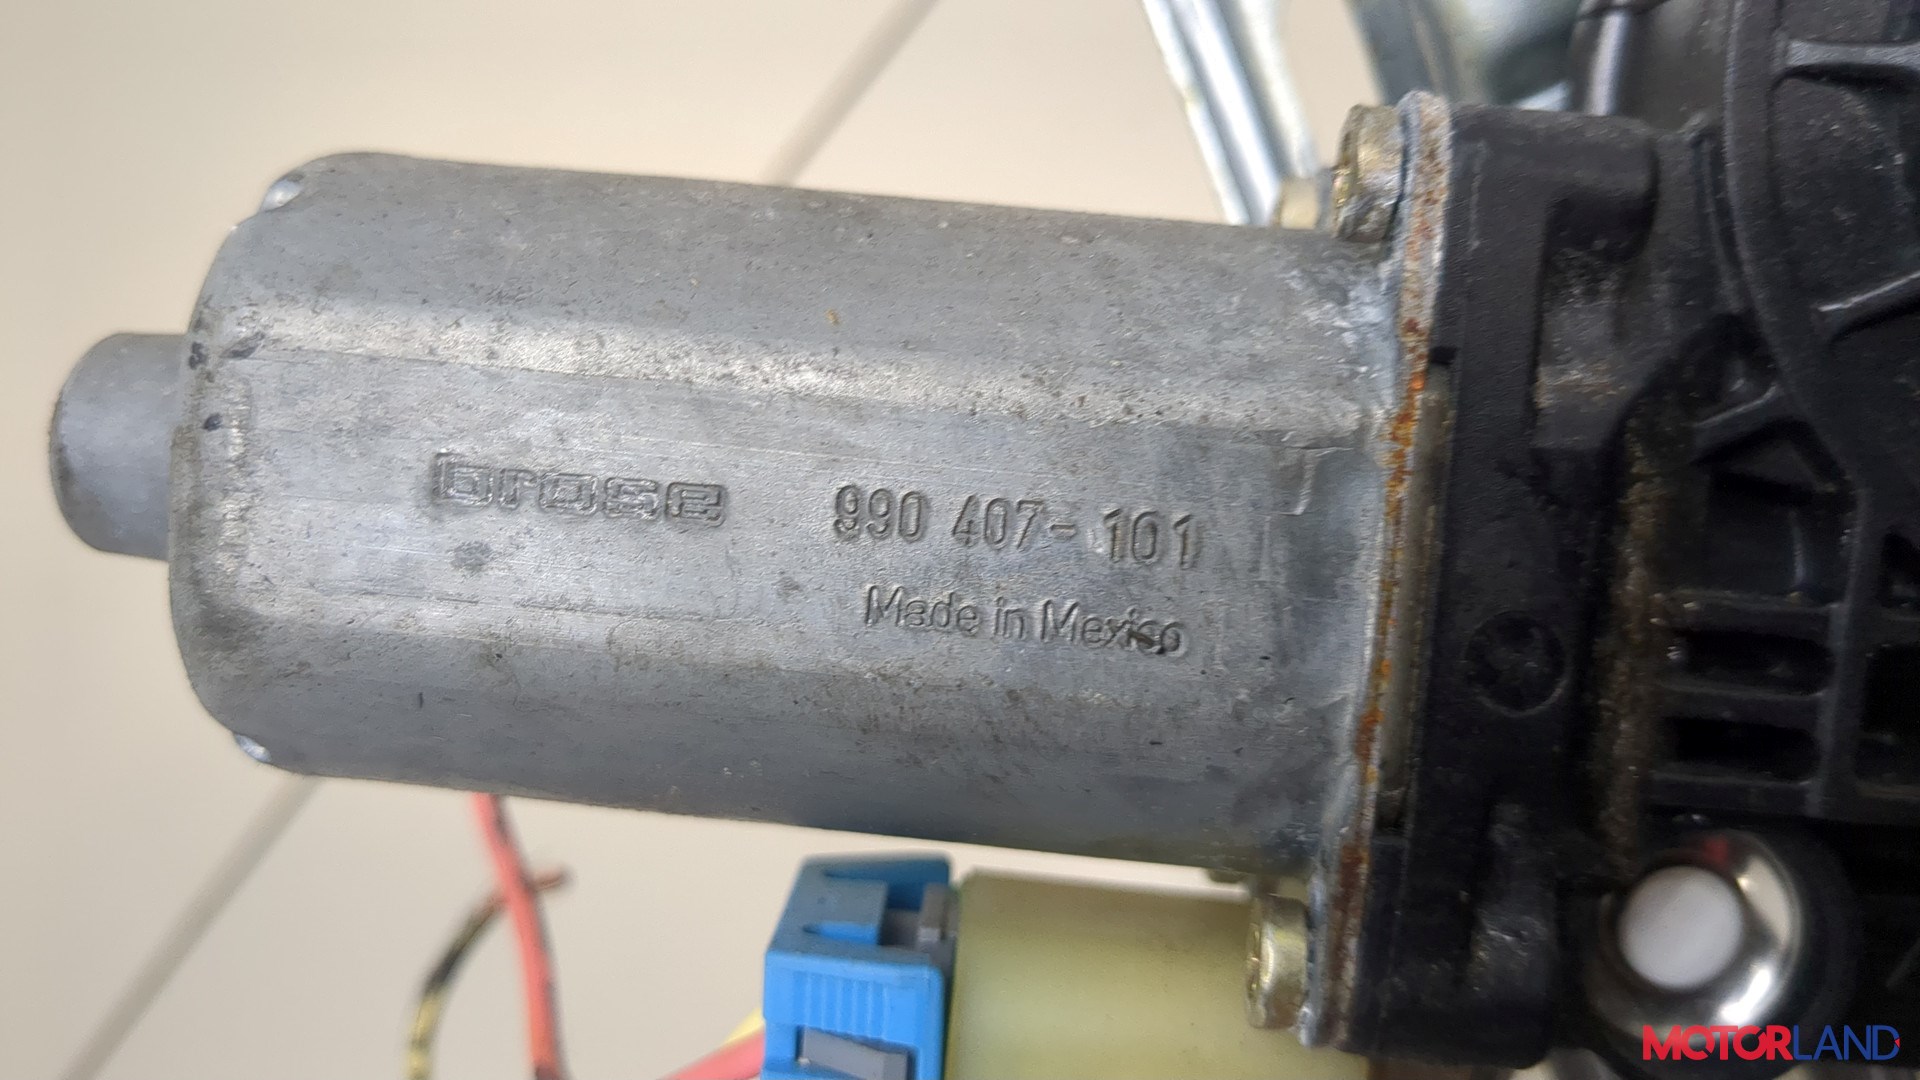 brose 990 407-101
Made in Mexico
MOTORLAND